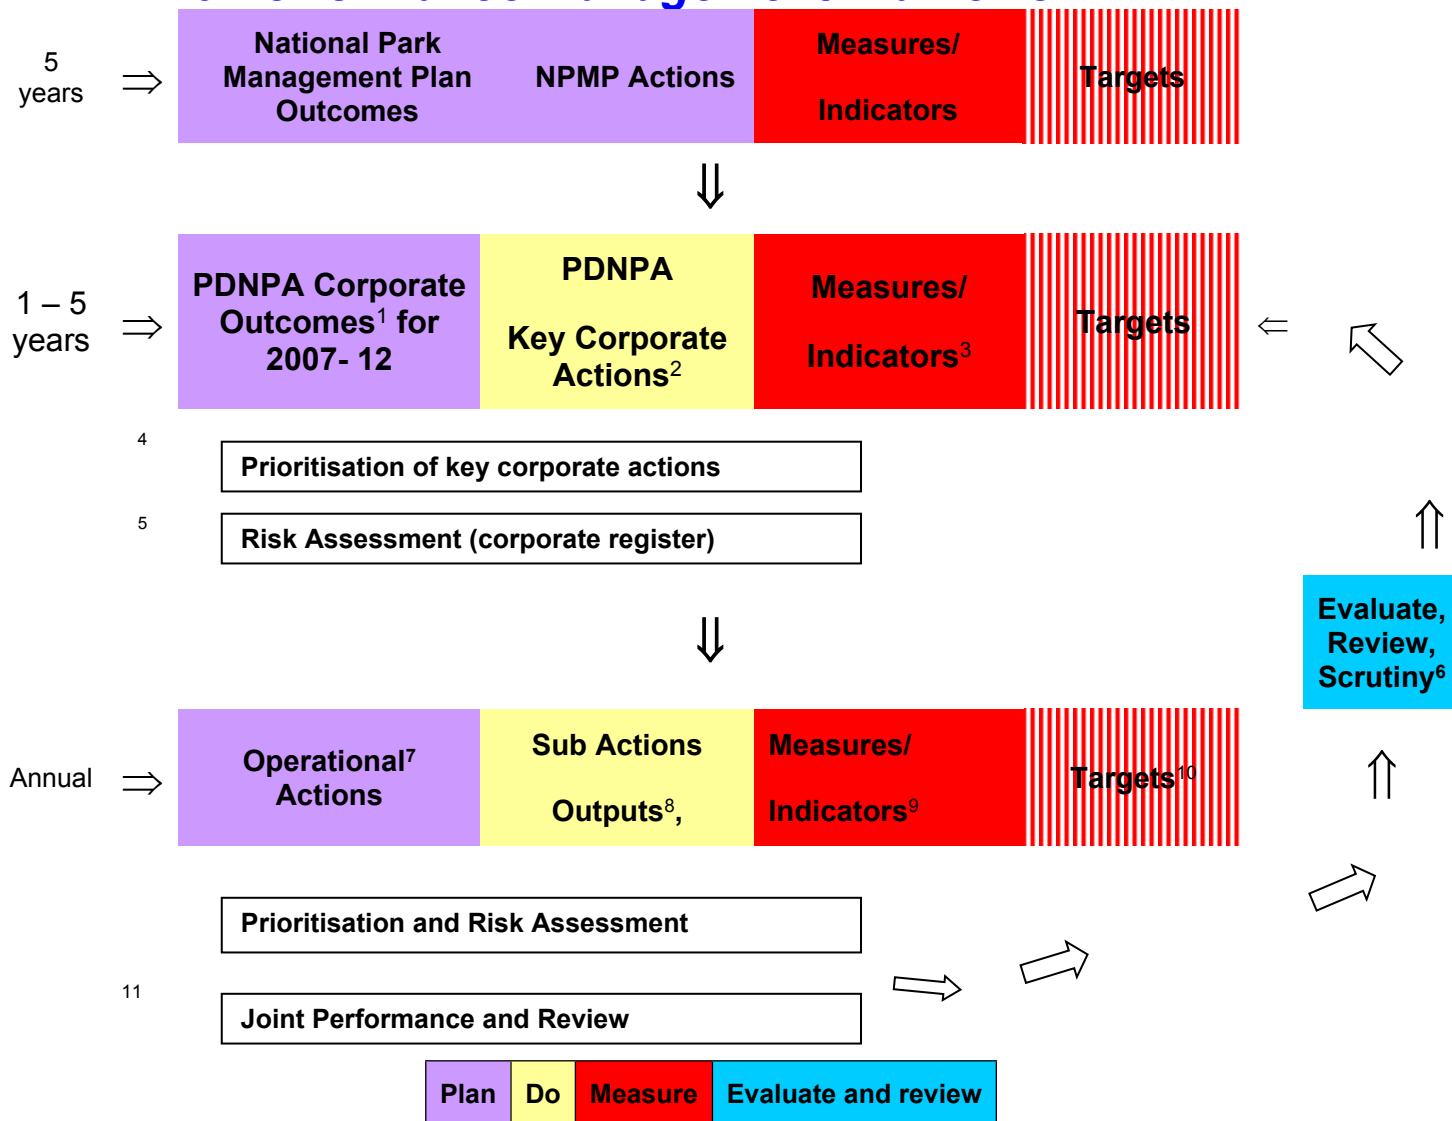 5
years
National Park
Management Plan
Outcomes
NPMP Actions
Measures/
Indicators
Targets
1 – 5
years
PDNPA Corporate
Outcomes1 for
2007- 12
PDNPA
Key Corporate
Actions2
Measures/
Indicators3
Targets
4
Prioritisation of key corporate actions
5
Risk Assessment (corporate register)
Evaluate,
Review,
Scrutiny6
Annual
Operational7
Actions
Sub Actions
Outputs8,
Measures/
Indicators9
Targets10
Prioritisation and Risk Assessment
11
Joint Performance and Review
Plan
Do
Measure
Evaluate and review